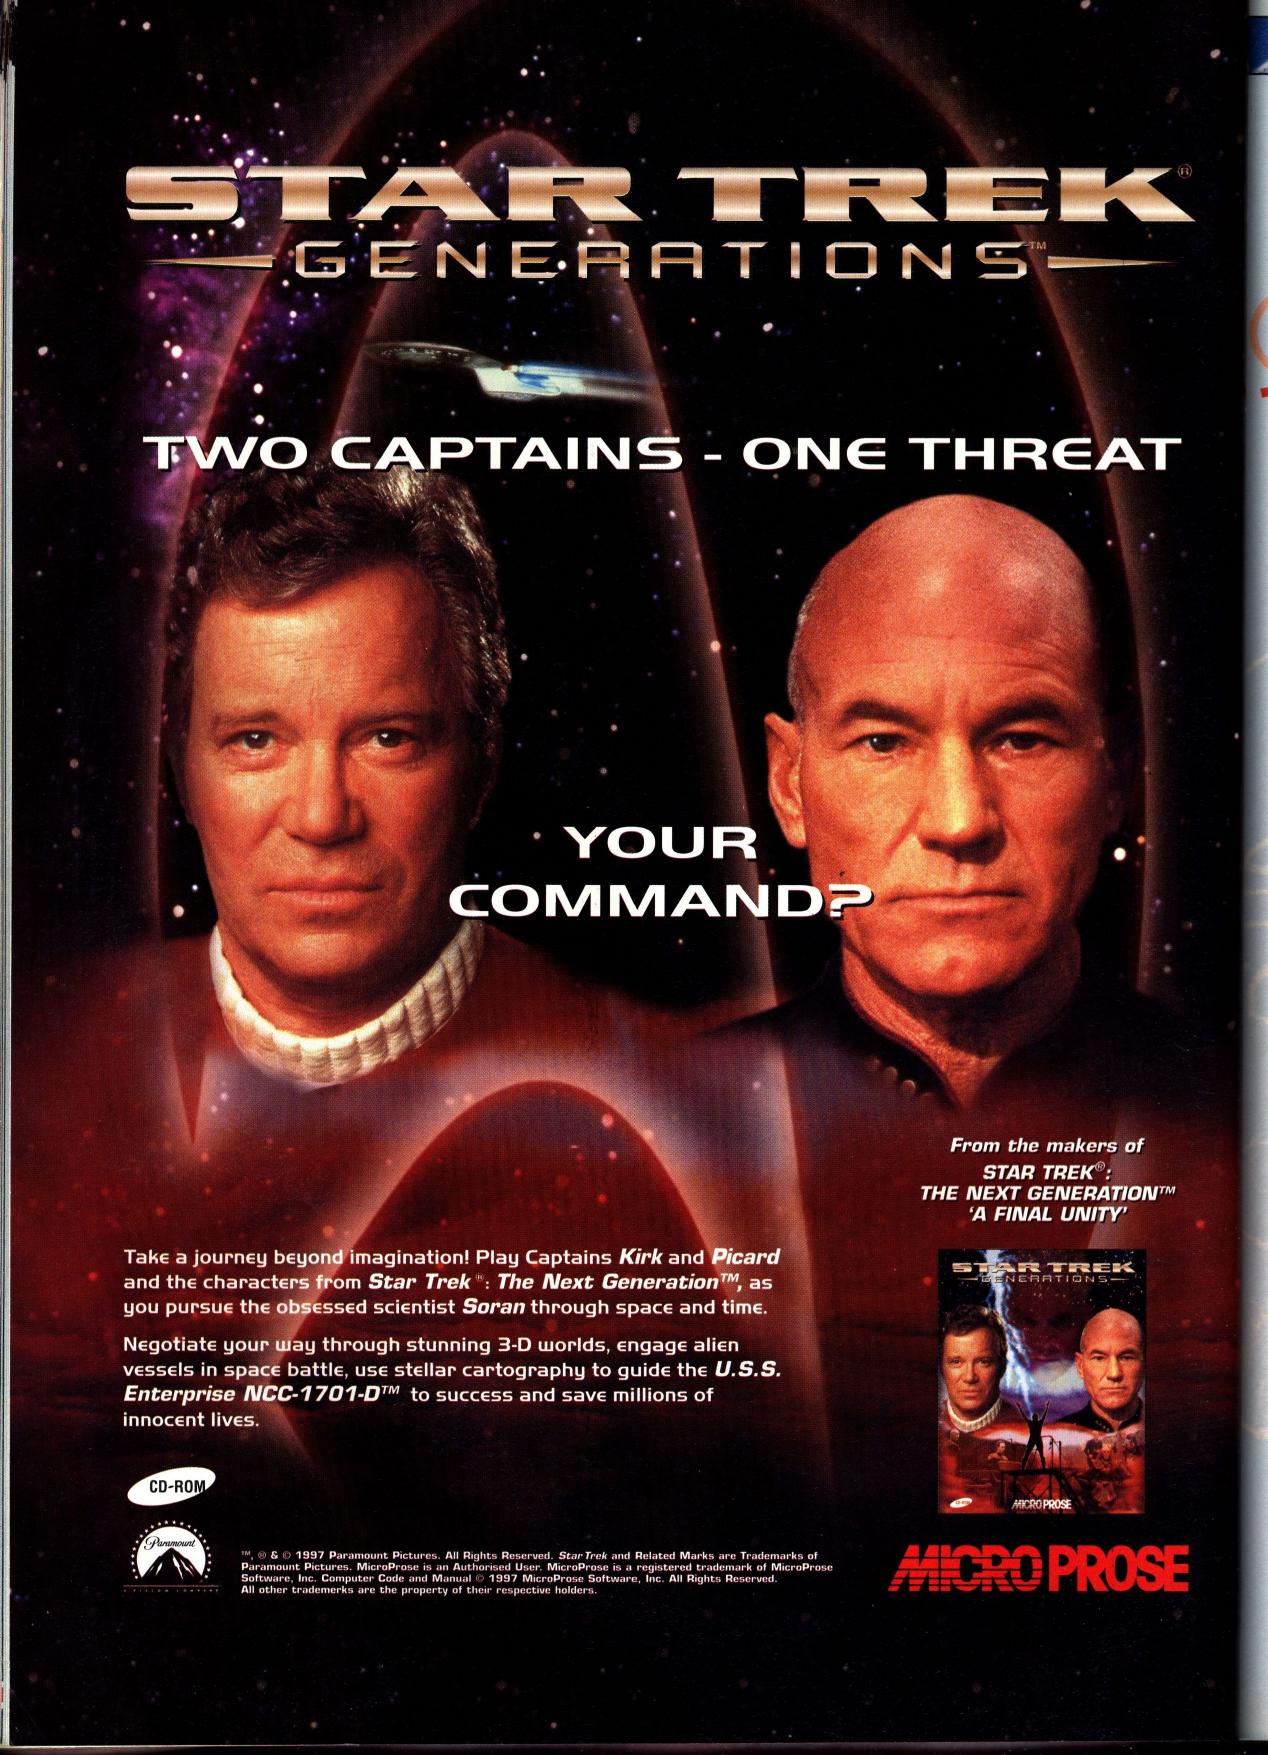 STAR TREK®
GENERATIONS™
TWO CAPTAINS - ONE THREAT
YOUR
COMMAND?
From the makers of
STAR TREK®:
THE NEXT GENERATION™
'A FINAL UNITY'
Take a journey beyond imagination! Play Captains Kirk and Picard
and the characters from Star Trek®: The Next Generation™, as
you pursue the obsessed scientist Soran through space and time.
Negotiate your way through stunning 3-D worlds, engage alien
vessels in space battle, use stellar cartography to guide the U.S.S.
Enterprise NCC-1701-D™ to success and save millions of
innocent lives.
STAR TREK
GENERATIONS
CD-ROM
MICROPROSE
CD-ROM
Paramount
™, ® & © 1997 Paramount Pictures. All Rights Reserved. Star Trek and Related Marks are Trademarks of
Paramount Pictures. MicroProse is an Authorised User. MicroProse is a registered trademark of MicroProse
Software, Inc. Computer Code and Manual © 1997 MicroProse Software, Inc. All Rights Reserved.
All other trademerks are the property of their respective holders.
MICROPROSE